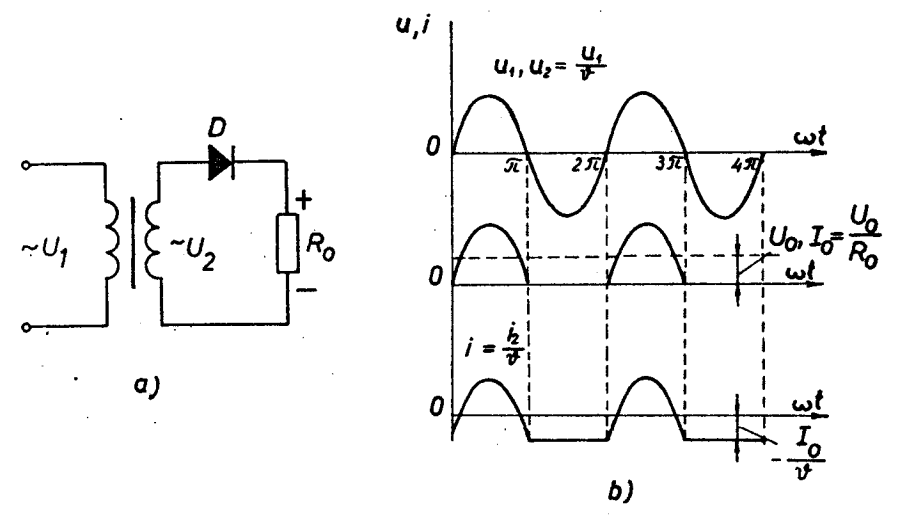 D
~U₁
~U₂
+
R₀
−
a)
u, i
u₁, u₂ = u₁/ϑ
0
π 2π 3π 4π
ωt
U₀, I₀ = U₀/R₀
0
ωt
i = i₂/ϑ
0
ωt
- I₀/ϑ
b)